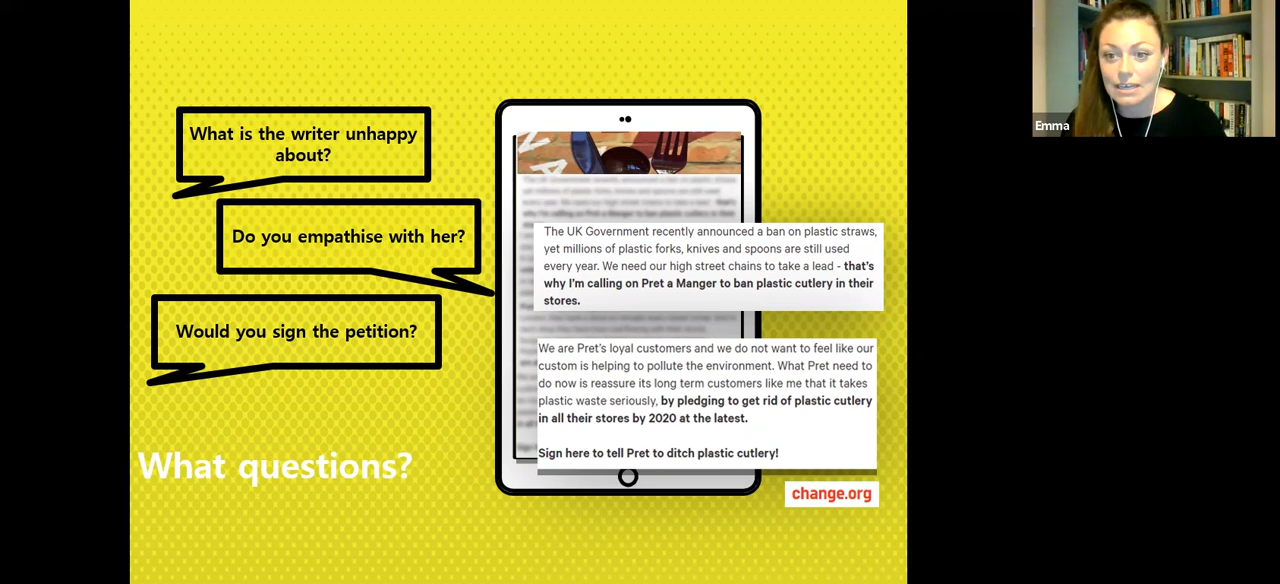 What is the writer unhappy
about?
Do you empathise with her?
Would you sign the petition?
What questions?
The UK Government recently announced a ban on plastic straws,
yet millions of plastic forks, knives and spoons are still used
every year. We need our high street chains to take a lead - that's
why I'm calling on Pret a Manger to ban plastic cutlery in their
stores.
We are Pret's loyal customers and we do not want to feel like our
custom is helping to pollute the environment. What Pret need to
do now is reassure its long term customers like me that it takes
plastic waste seriously, by pledging to get rid of plastic cutlery
in all their stores by 2020 at the latest.
Sign here to tell Pret to ditch plastic cutlery!
change.org
Emma